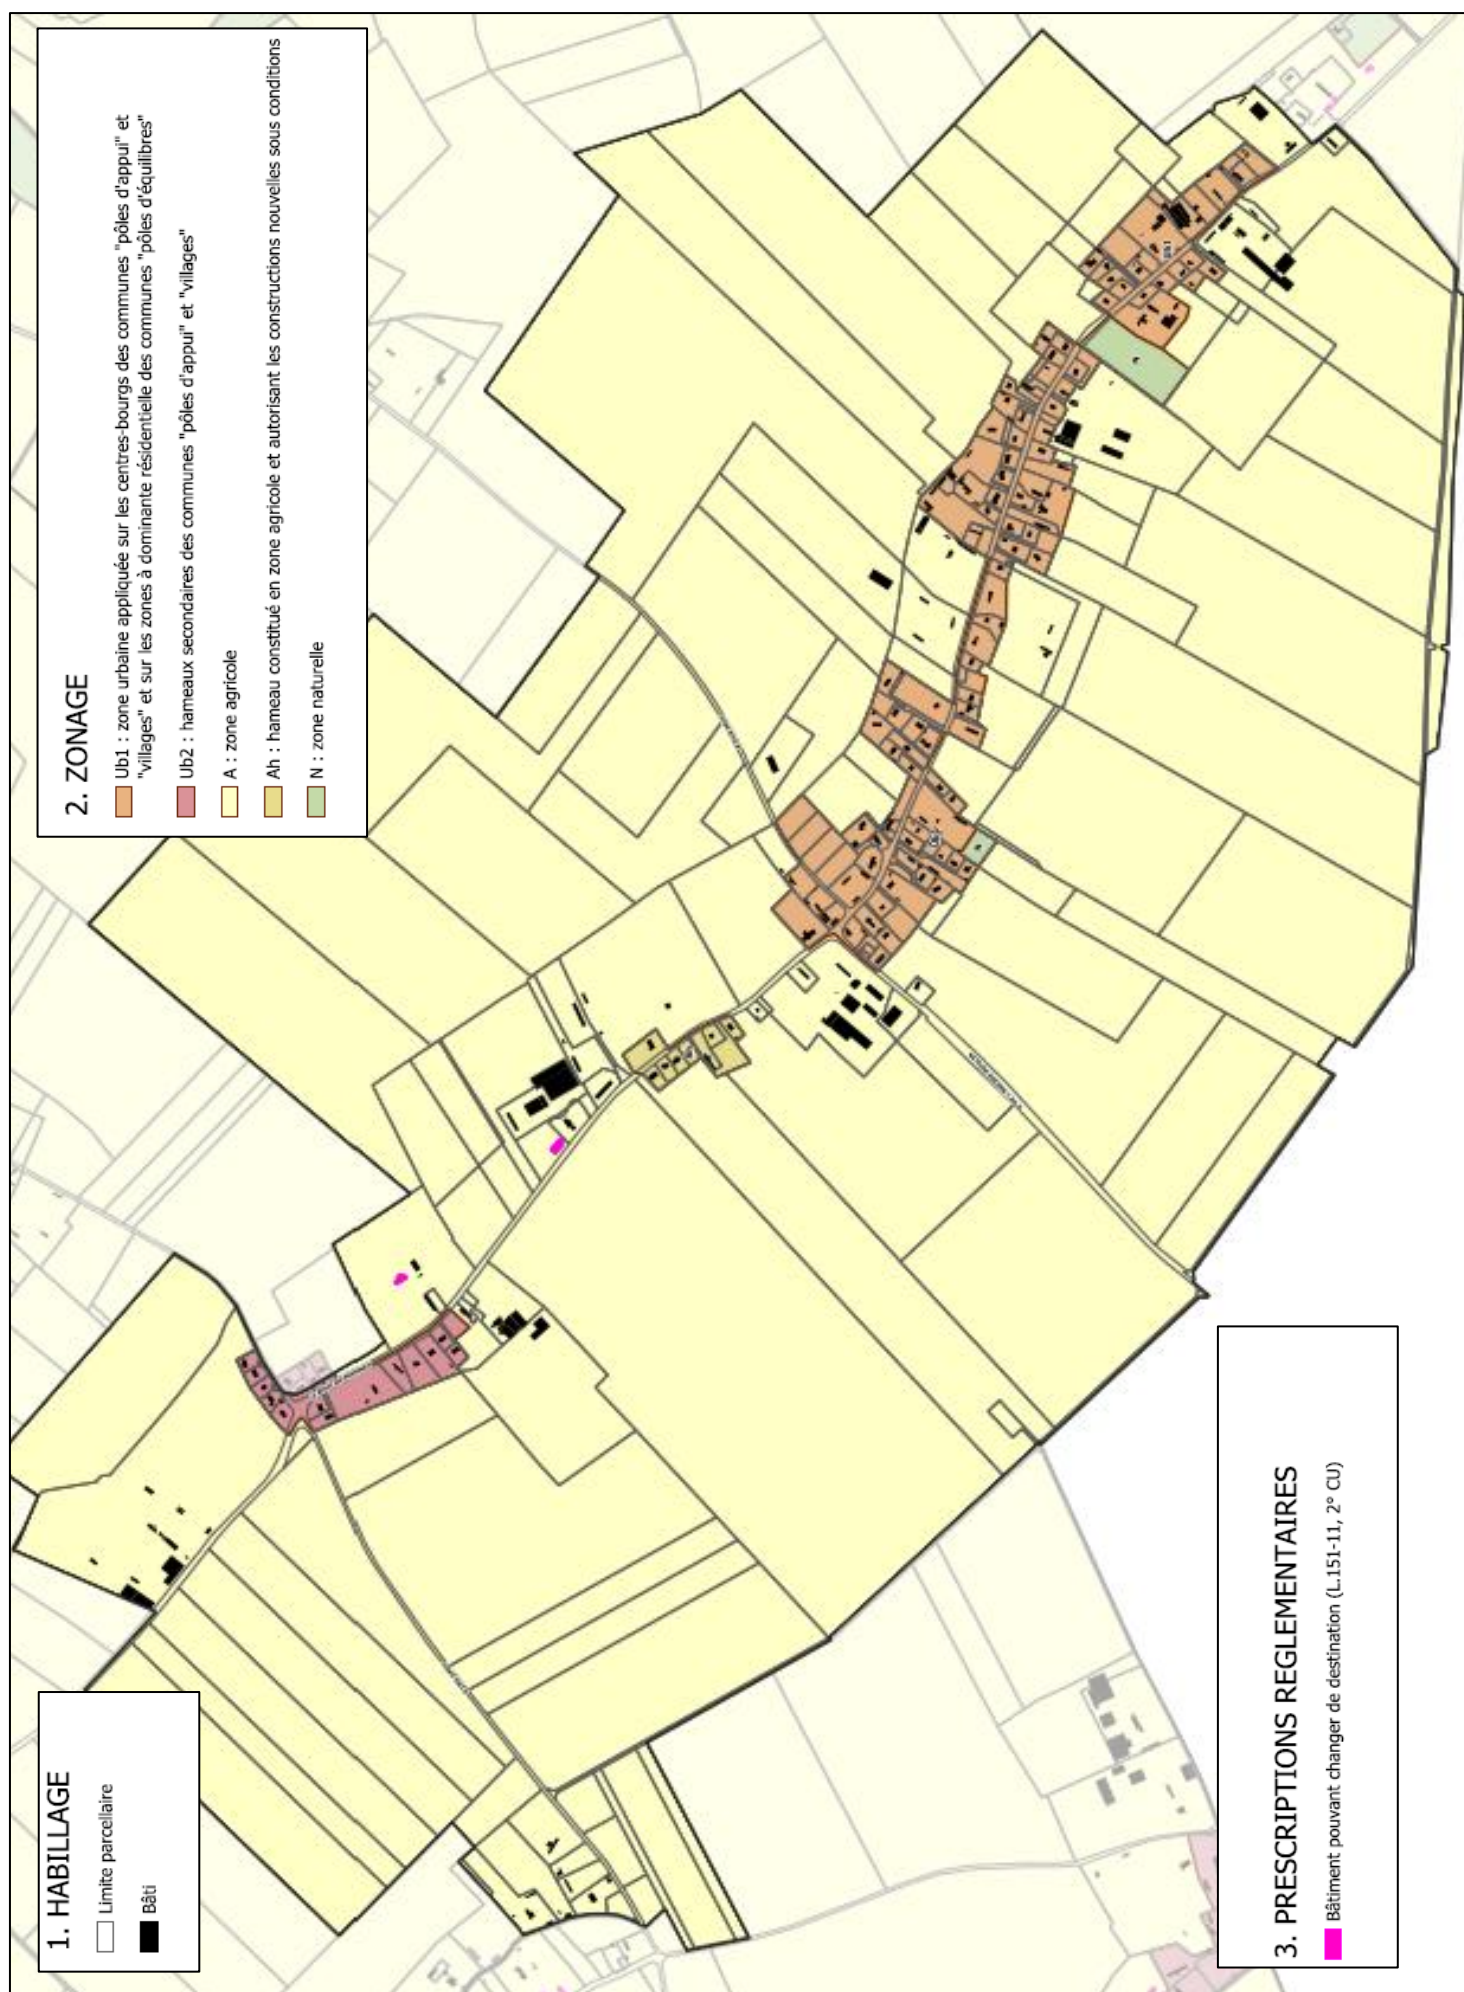 1. HABILLAGE
Limite parcellaire
Bâti
2. ZONAGE
Ub1 : zone urbaine appliquée sur les centres-bourgs des communes "pôles d'appui" et
"villages" et sur les zones à dominante résidentielle des communes "pôles d'équilibres"
Ub2 : hameaux secondaires des communes "pôles d'appui" et "villages"
A : zone agricole
Ah : hameau constitué en zone agricole et autorisant les constructions nouvelles sous conditions
N : zone naturelle
3. PRESCRIPTIONS REGLEMENTAIRES
Bâtiment pouvant changer de destination (L.151-11, 2° CU)